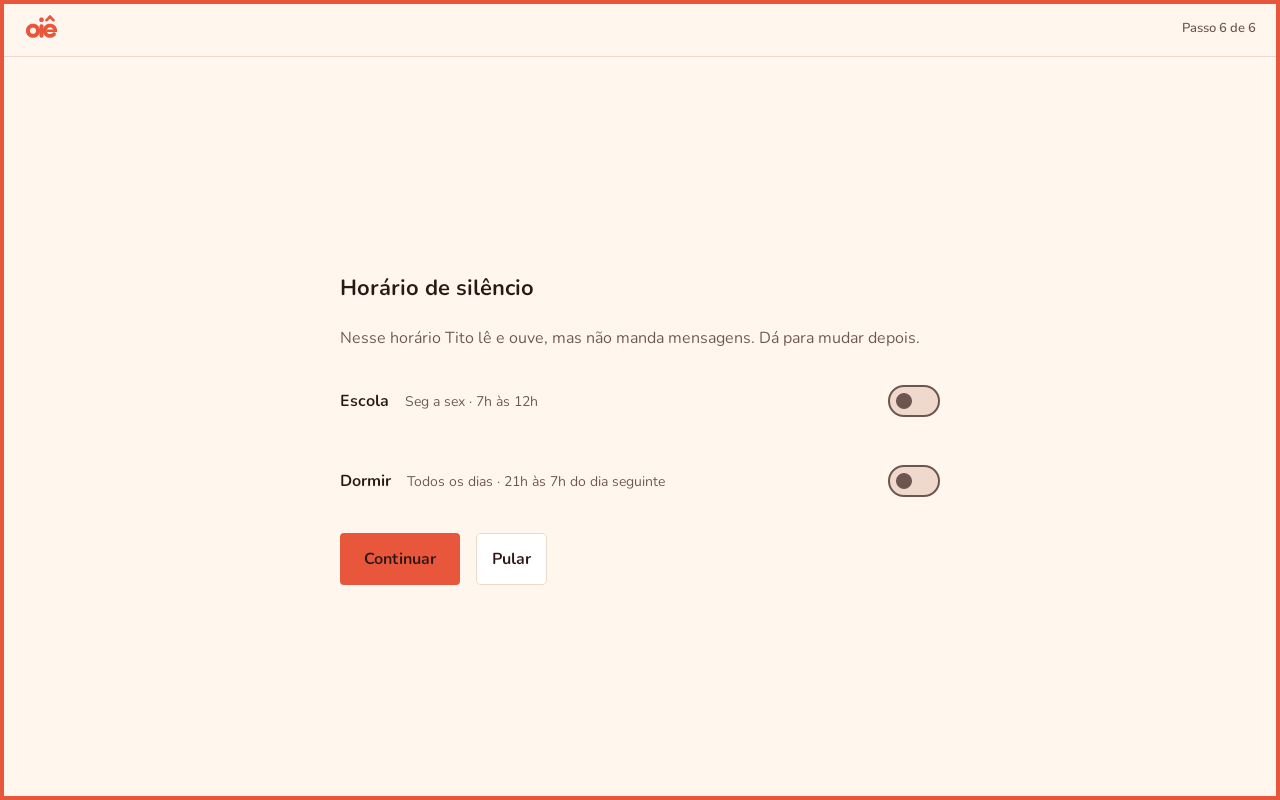 oiê
Passo 6 de 6
Horário de silêncio
Nesse horário Tito lê e ouve, mas não manda mensagens. Dá para mudar depois.
Escola Seg a sex · 7h às 12h
Dormir Todos os dias · 21h às 7h do dia seguinte
Continuar Pular